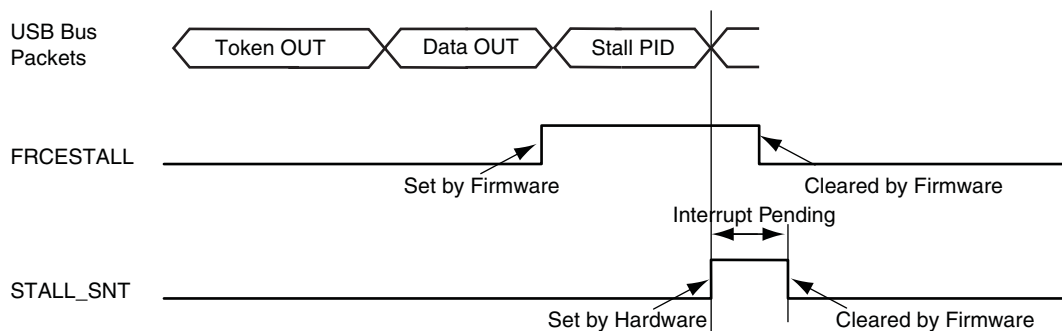 USB Bus
Packets
Token OUT
Data OUT
Stall PID
FRCESTALL
Set by Firmware
Cleared by Firmware
Interrupt Pending
STALL_SNT
Set by Hardware
Cleared by Firmware